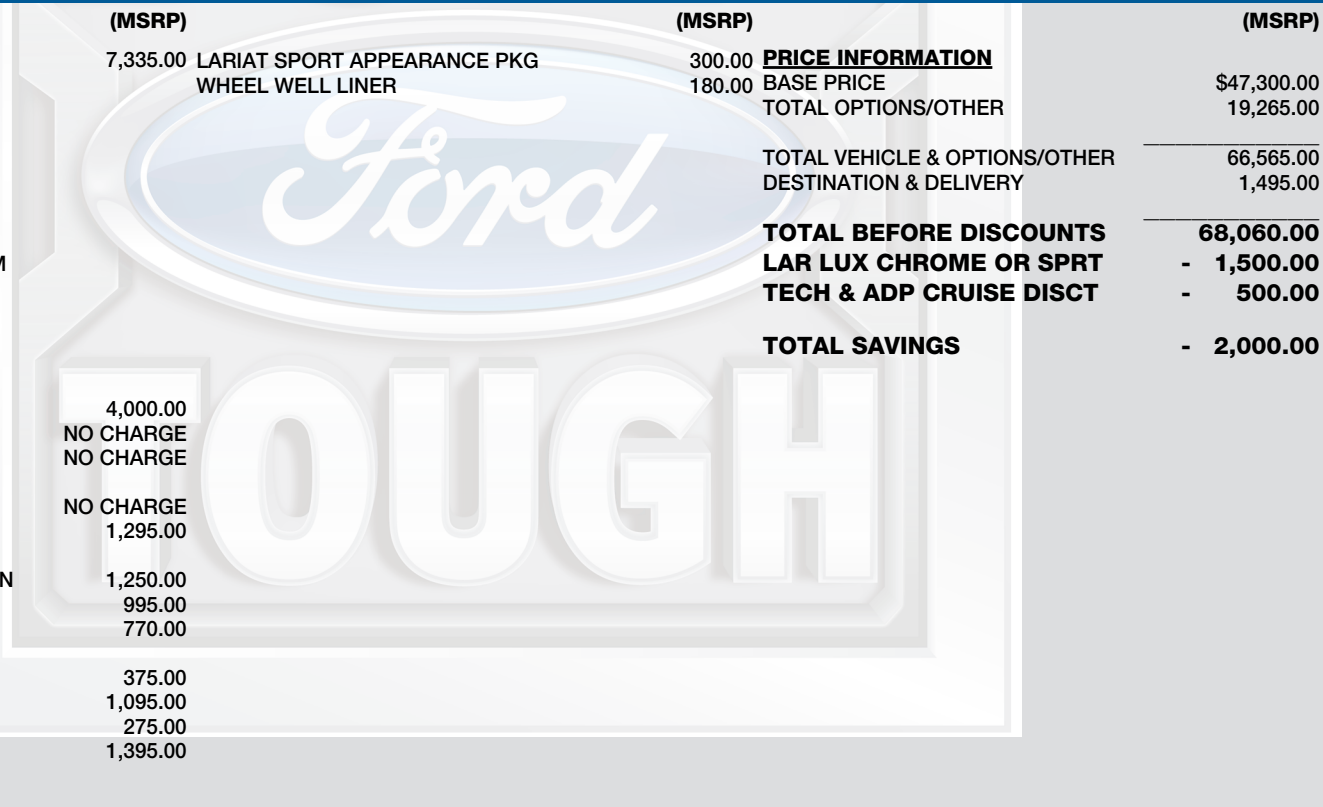 (MSRP) (MSRP) (MSRP)
7,335.00 LARIAT SPORT APPEARANCE PKG 300.00 PRICE INFORMATION
WHEEL WELL LINER 180.00 BASE PRICE $47,300.00
TOTAL OPTIONS/OTHER 19,265.00
TOTAL VEHICLE & OPTIONS/OTHER 66,565.00
DESTINATION & DELIVERY 1,495.00
Ford
TOTAL BEFORE DISCOUNTS 68,060.00
M LAR LUX CHROME OR SPRT - 1,500.00
TECH & ADP CRUISE DISCT - 500.00
TOTAL SAVINGS - 2,000.00
TOUGH
4,000.00
NO CHARGE
NO CHARGE
NO CHARGE
1,295.00
N 1,250.00
995.00
770.00
375.00
1,095.00
275.00
1,395.00